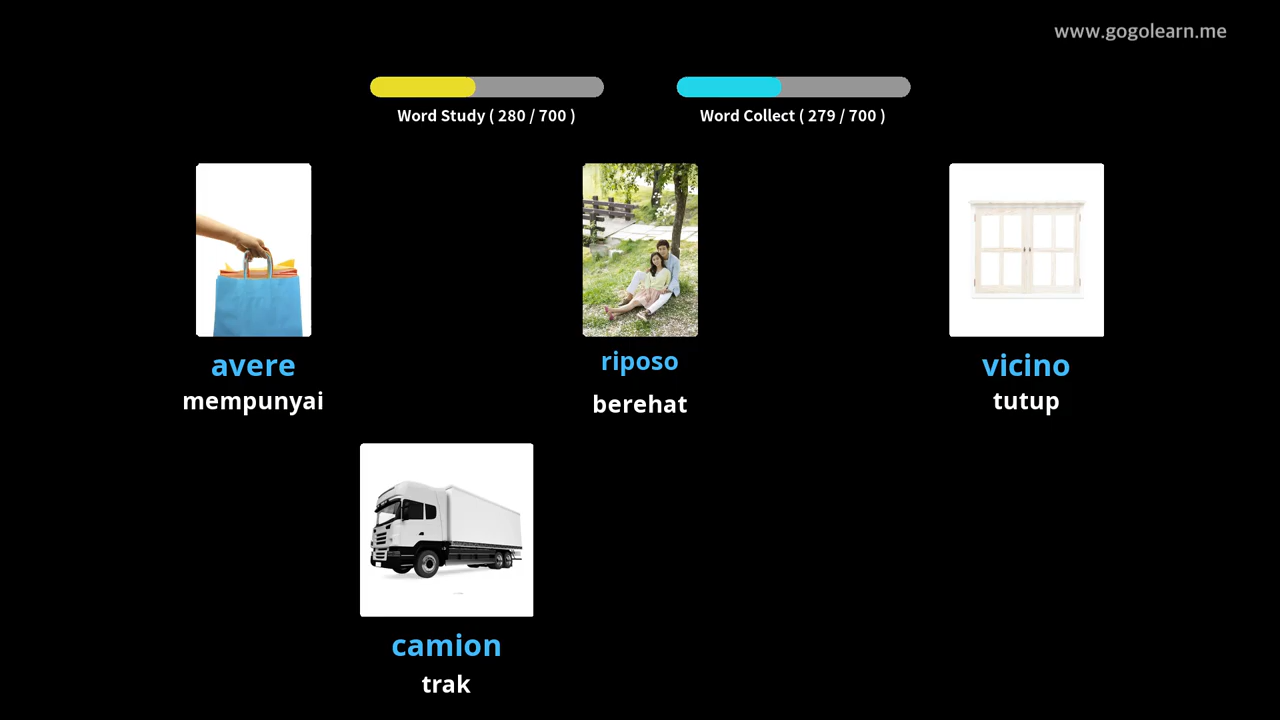 www.gogolearn.me
Word Study ( 280 / 700 )
Word Collect ( 279 / 700 )
avere
mempunyai
riposo
berehat
vicino
tutup
camion
trak